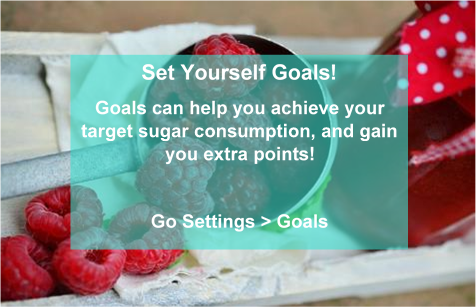 Set Yourself Goals!
Goals can help you achieve your
target sugar consumption, and gain
you extra points!
Go Settings > Goals